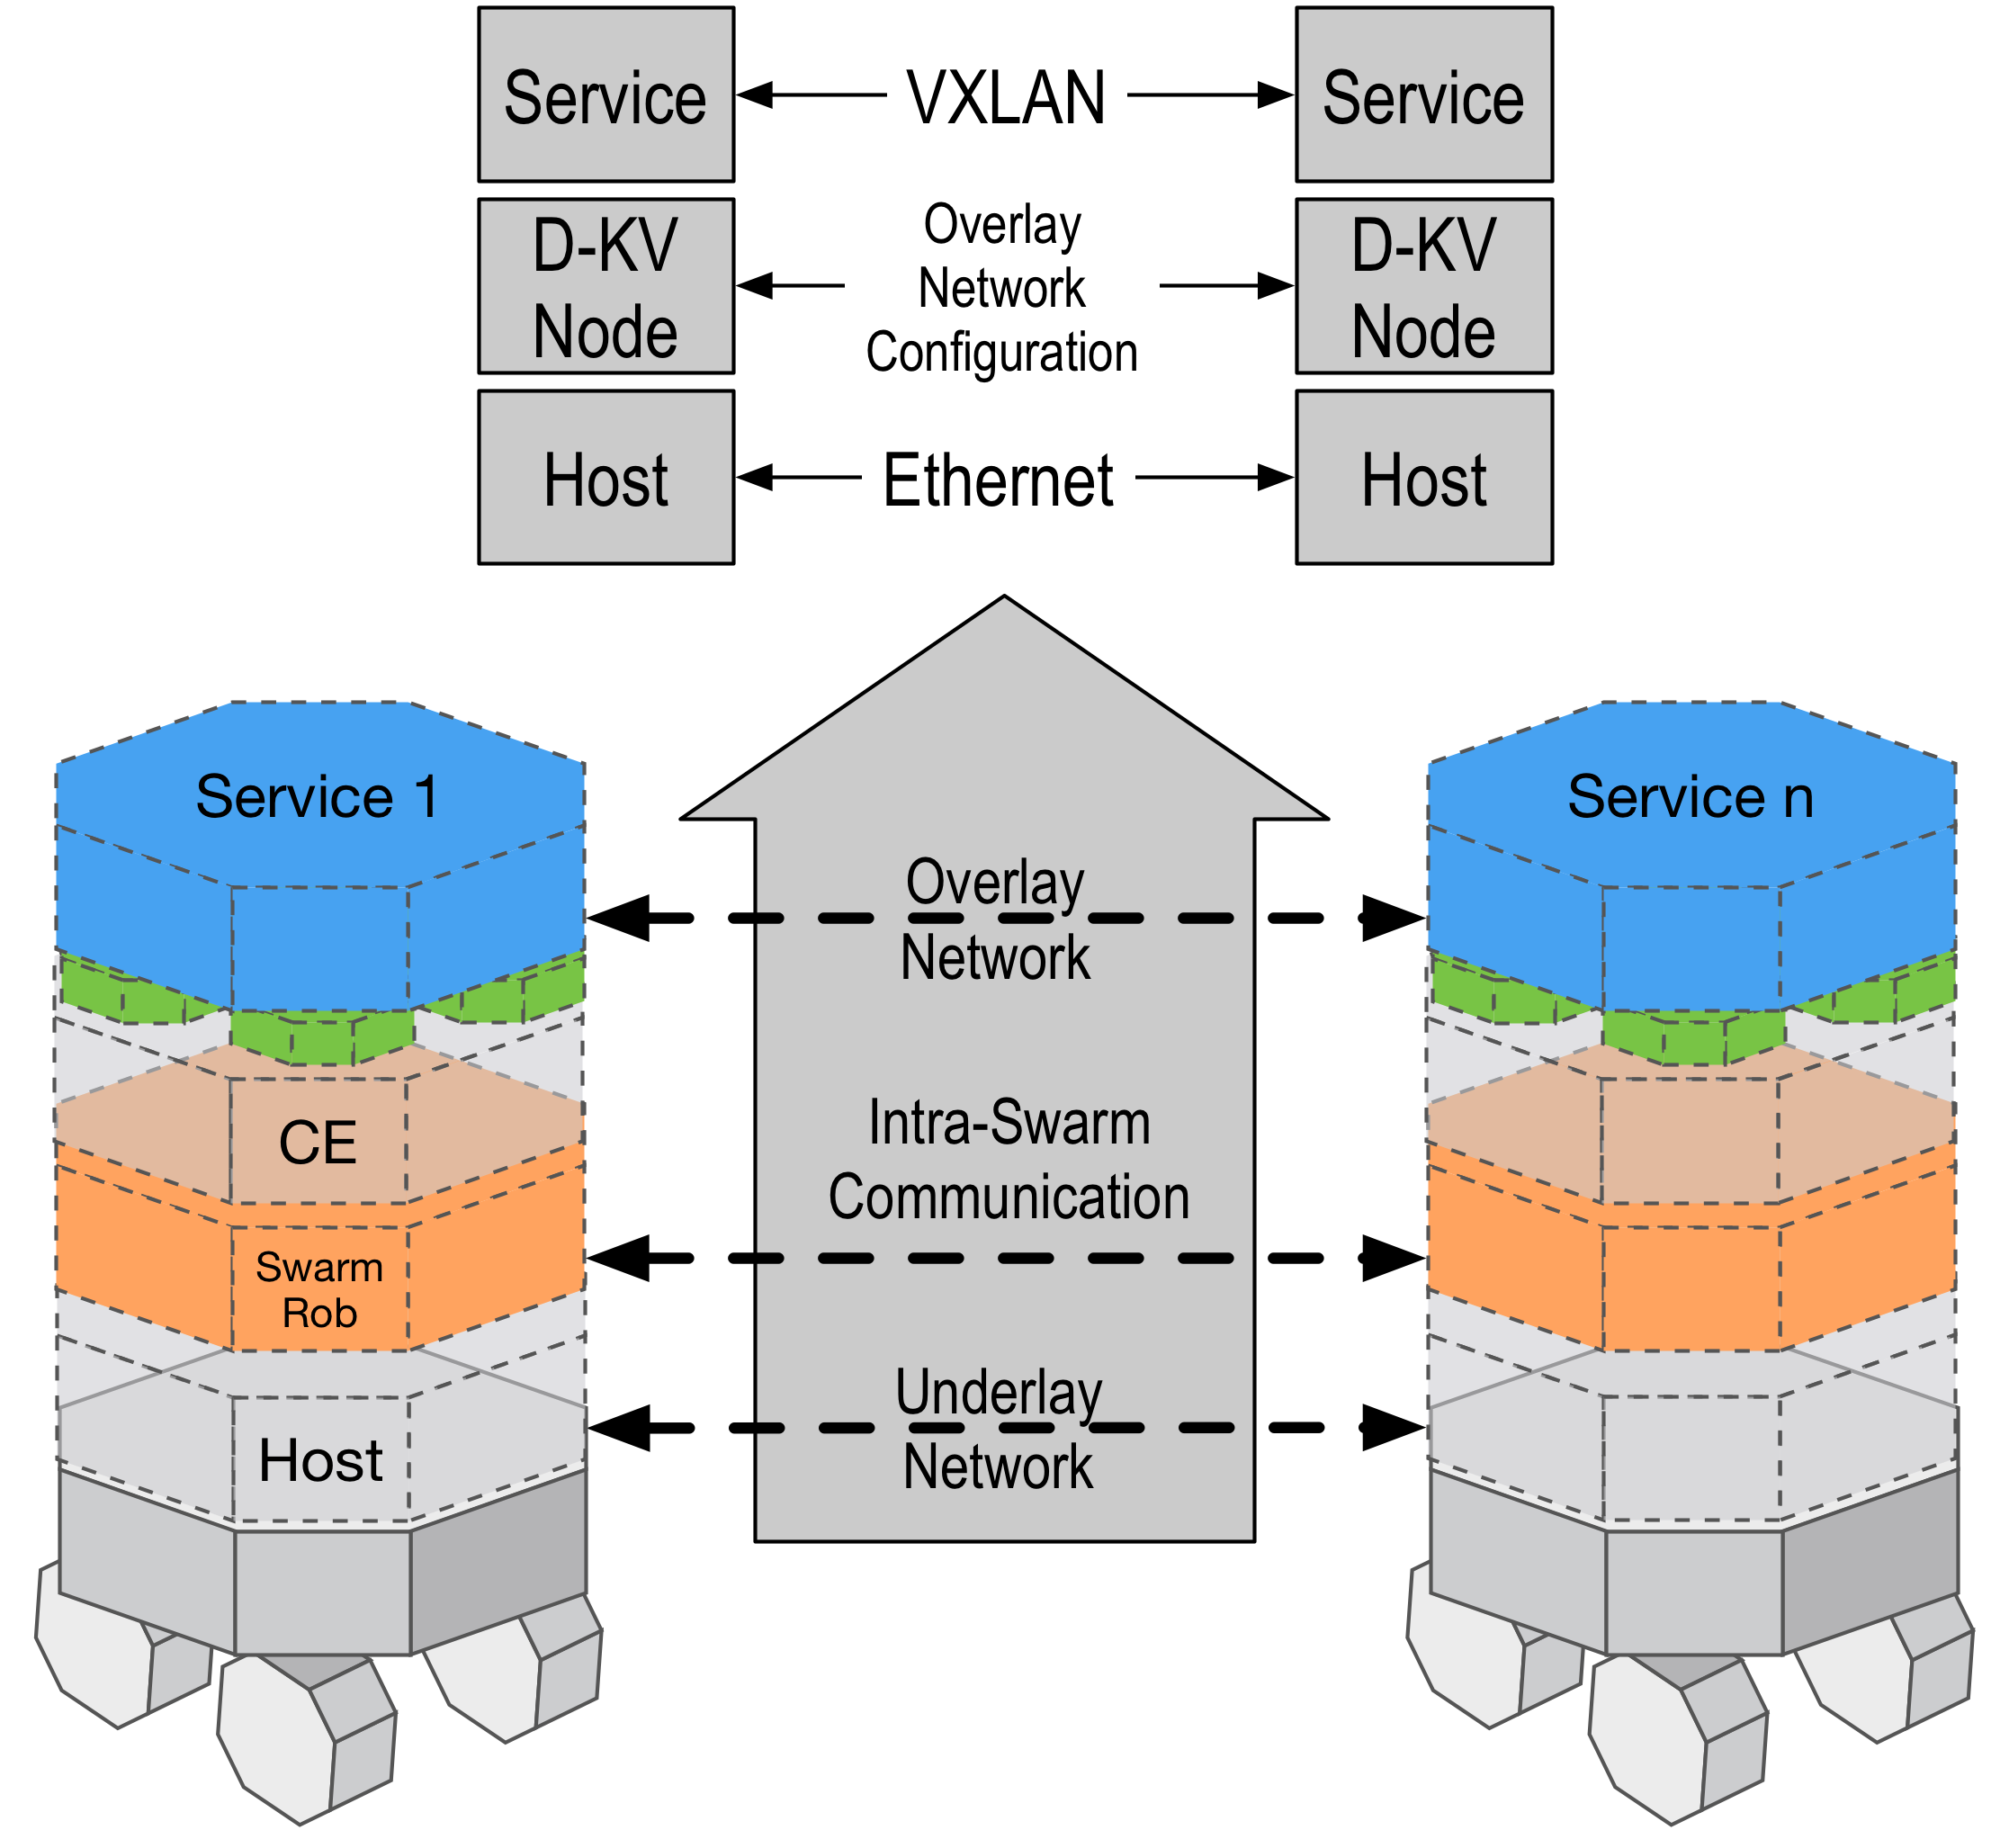 Service
VXLAN
Service
D-KV
Node
Overlay
Network
Configuration
D-KV
Node
Host
Ethernet
Host
Service 1
Service n
Overlay
Network
CE
Intra-Swarm
Communication
Swarm
Rob
Underlay
Network
Host